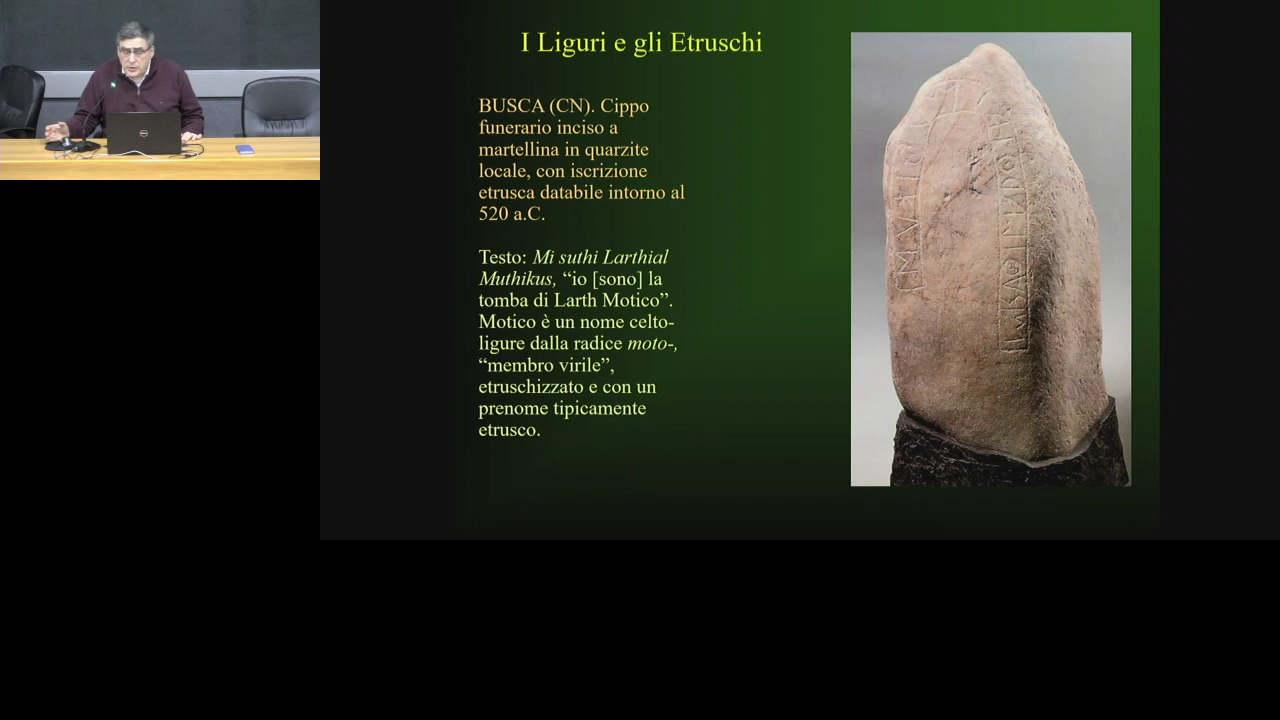 I Liguri e gli Etruschi
BUSCA (CN). Cippo
funerario inciso a
martellina in quarzite
locale, con iscrizione
etrusca databile intorno al
520 a.C.
Testo: Mi suthi Larthial
Muthikus, “io [sono] la
tomba di Larth Motico”.
Motico è un nome celto-
ligure dalla radice moto-,
“membro virile”,
etruschizzato e con un
prenome tipicamente
etrusco.